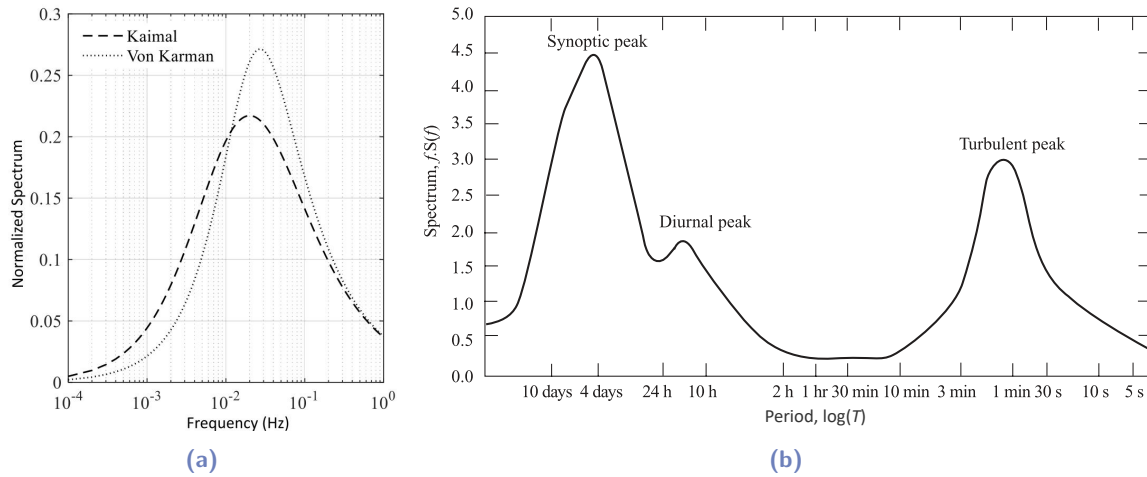 0.3
0.25
0.2
0.15
0.1
0.05
0
Normalized Spectrum
Kaimal
Von Karman
10^-4 10^-3 10^-2 10^-1 10^0
Frequency (Hz)
(a)
5.0
4.5
4.0
3.5
3.0
2.5
2.0
1.5
1.0
0.5
0.0
Spectrum, f.S(f)
Synoptic peak
Diurnal peak
Turbulent peak
10 days 4 days 24 h 10 h 2 h 1 hr 30 min 10 min 3 min 1 min 30 s 10 s 5 s
Period, log(T)
(b)